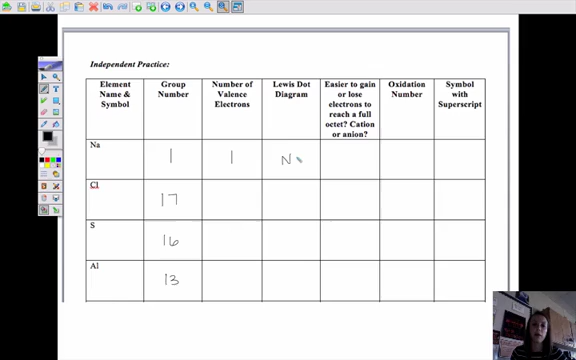 Independent Practice:
Element Name & Symbol
Group Number
Number of Valence Electrons
Lewis Dot Diagram
Easier to gain or lose electrons to reach a full octet? Cation or anion?
Oxidation Number
Symbol with Superscript
Na 1 1 N
Cl 17
S 16
Al 13